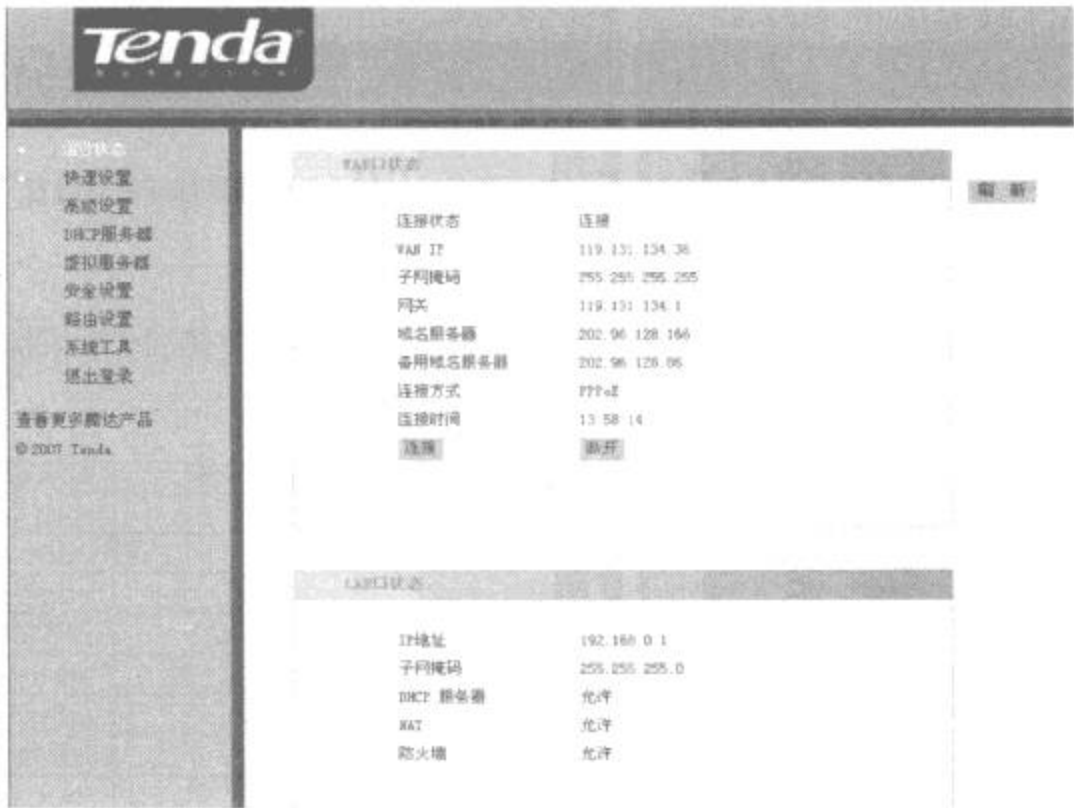 Tenda
快速设置
高级设置
DHCP服务器
虚拟服务器
安全设置
路由设置
系统工具
退出登录
查看更多腾达产品
© 2007 Tenda
WAN口状态
刷 新
连接状态 连接
WAN IP 119.131.134.36
子网掩码 255.255.255.255
网关 119.131.134.1
域名服务器 202.96.128.166
备用域名服务器 202.96.128.86
连接方式 PPPoE
连接时间 13:58:14
连接 断开
LAN口状态
IP地址 192.168.0.1
子网掩码 255.255.255.0
DHCP 服务器 允许
NAT 允许
防火墙 允许